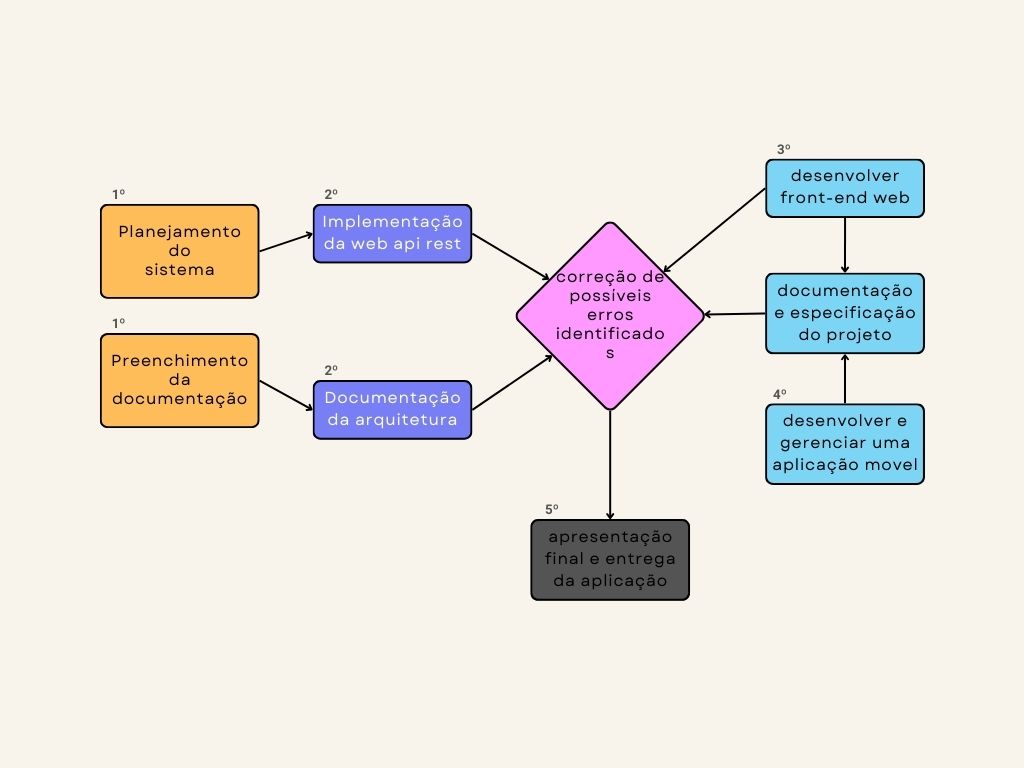 1º
Planejamento
do
sistema
1º
Preenchimento
da
documentação
2º
Implementação
da web api rest
2º
Documentação
da arquitetura
correção de
possíveis
erros
identificado
s
3º
desenvolver
front-end web
documentação
e especificação
do projeto
4º
desenvolver e
gerenciar uma
aplicação movel
5º
apresentação
final e entrega
da aplicação